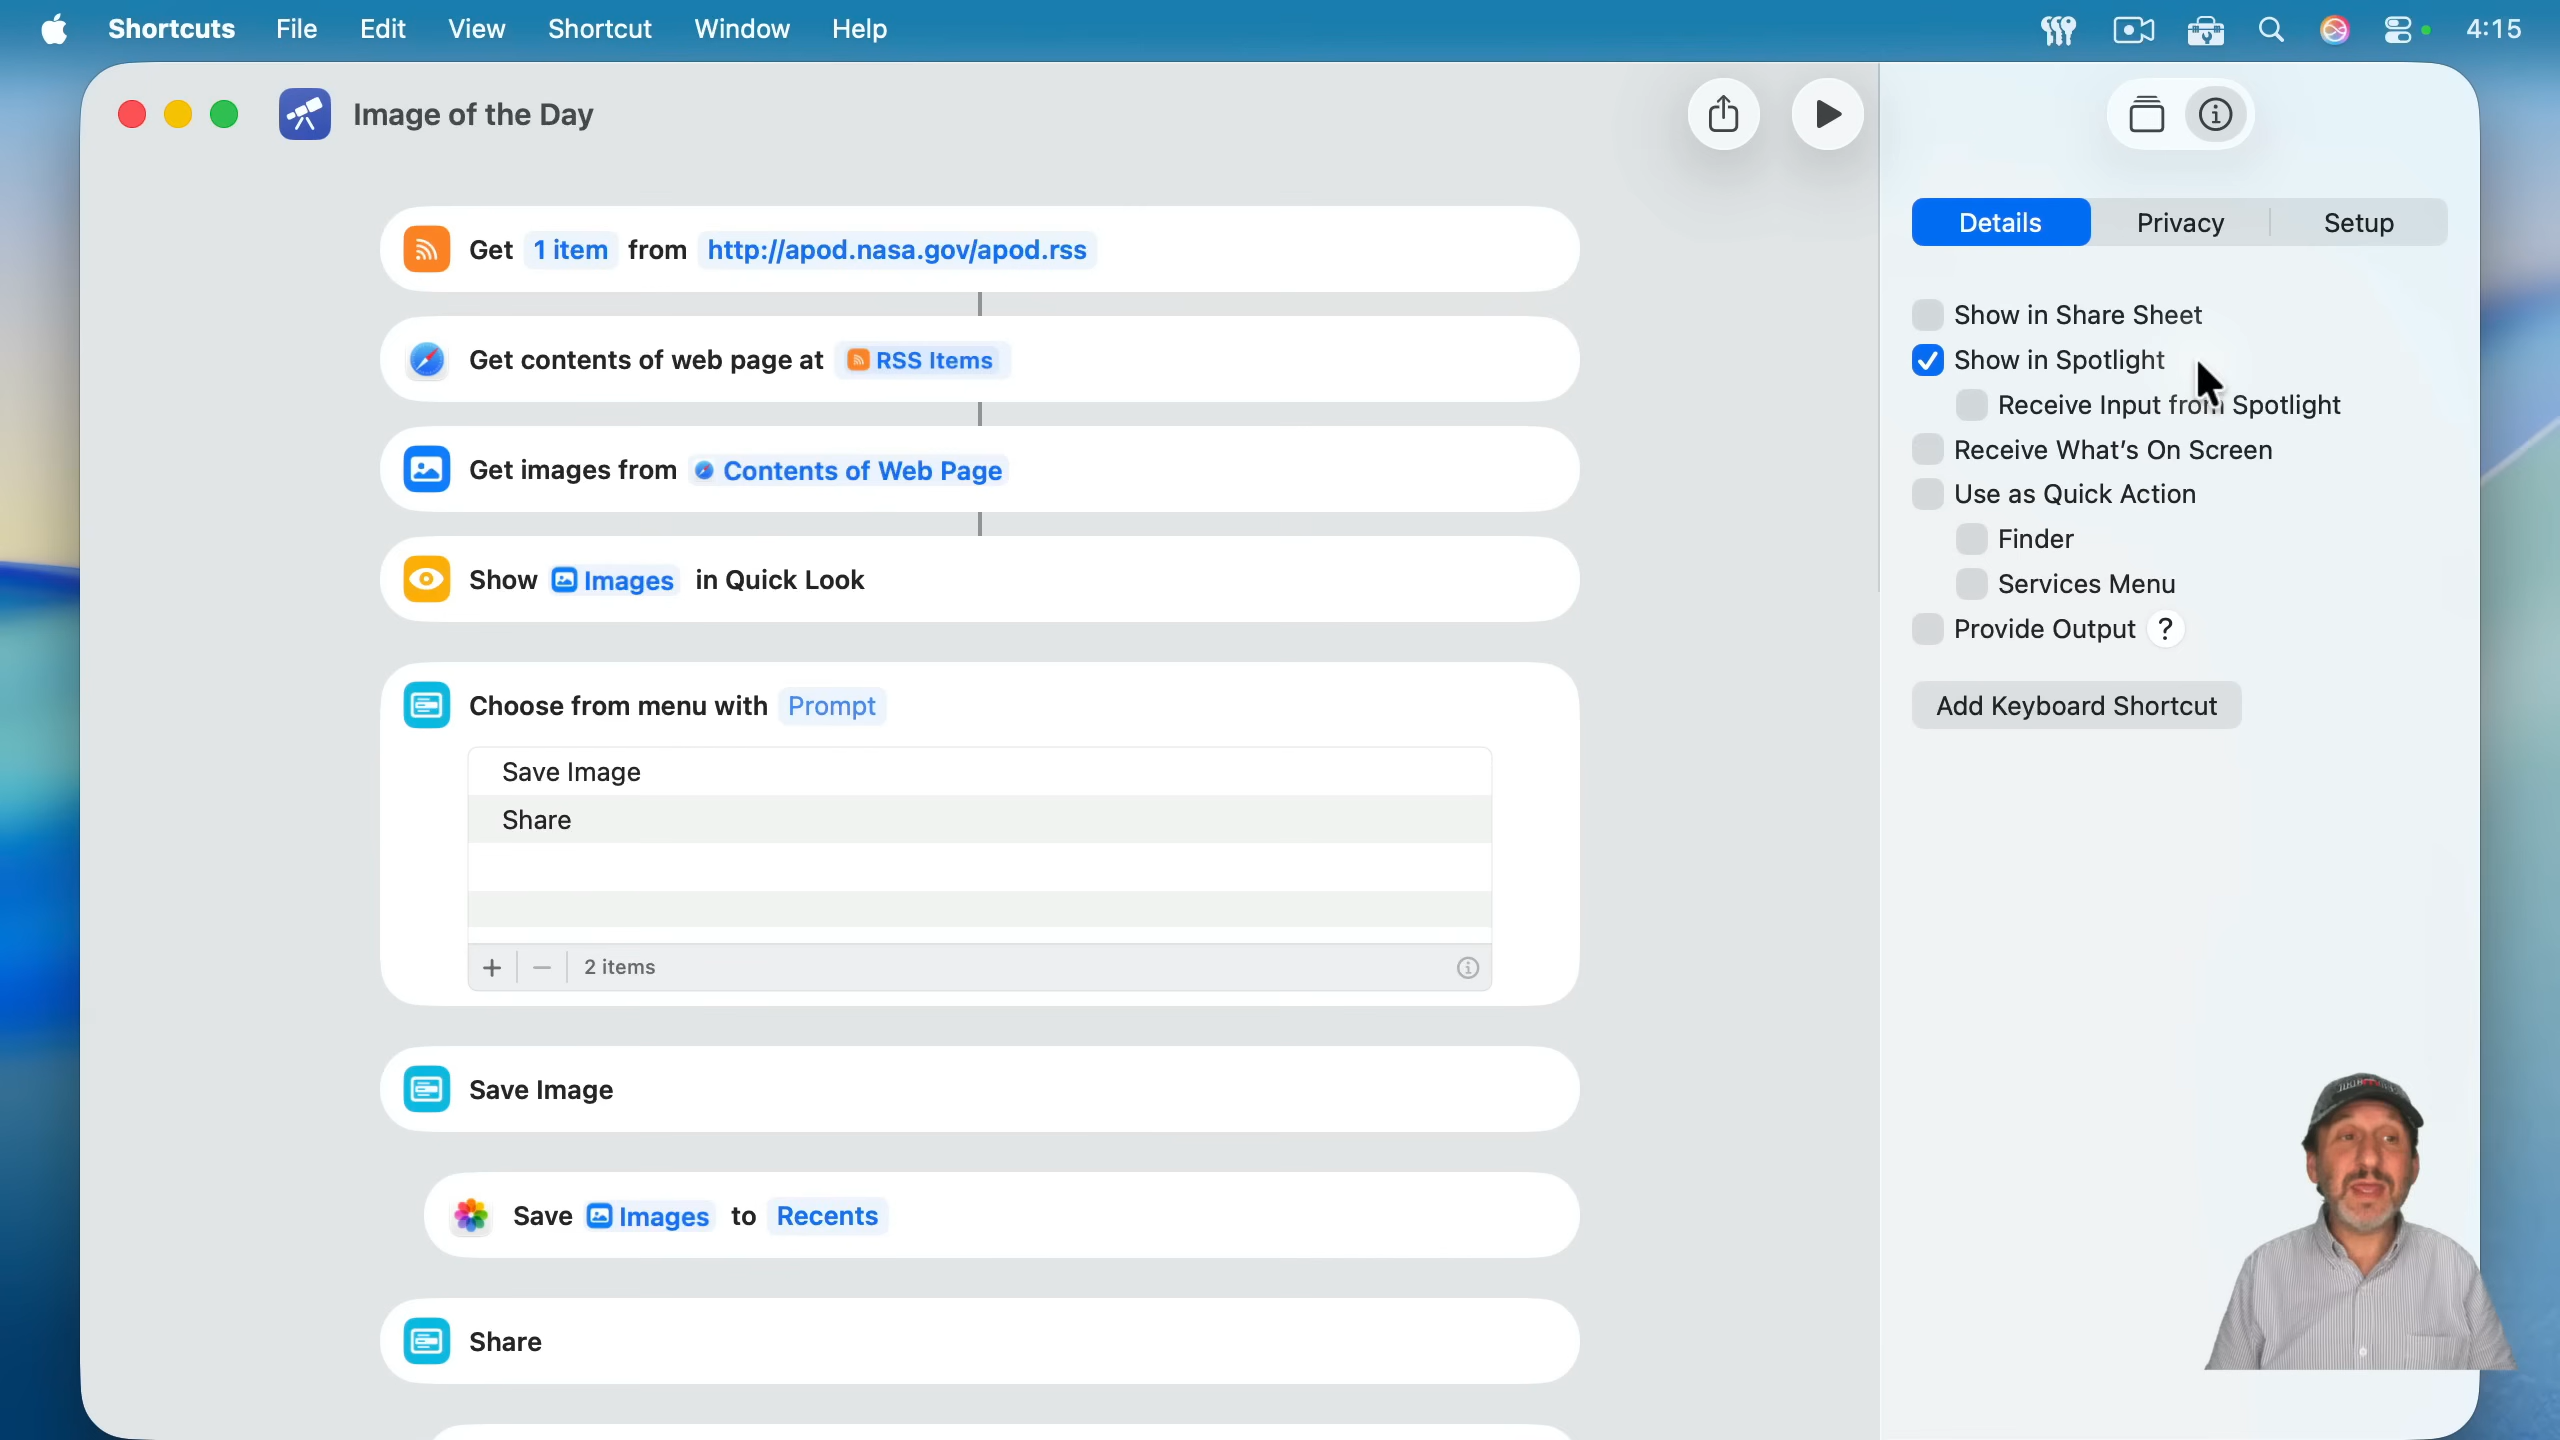 Shortcuts File Edit View Shortcut Window Help 4:15
Image of the Day
Get 1 item from http://apod.nasa.gov/apod.rss
Get contents of web page at RSS Items
Get images from Contents of Web Page
Show Images in Quick Look
Choose from menu with Prompt
Save Image
Share
2 items
Save Image
Save Images to Recents
Share
Details Privacy Setup
Show in Share Sheet
Show in Spotlight
Receive Input from Spotlight
Receive What's On Screen
Use as Quick Action
Finder
Services Menu
Provide Output ?
Add Keyboard Shortcut